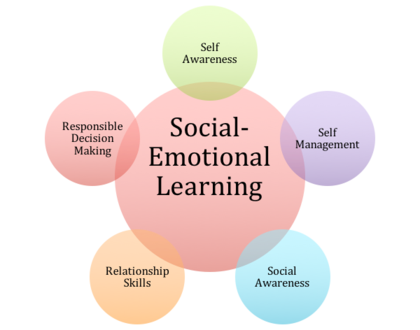 Self
Awareness
Social-
Emotional
Learning
Self
Management
Social
Awareness
Relationship
Skills
Responsible
Decision
Making